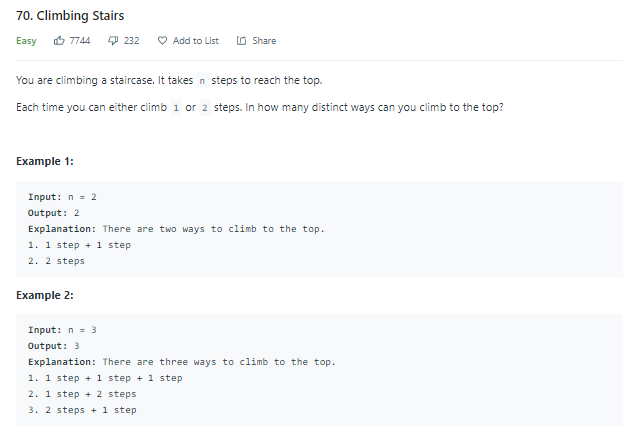 70. Climbing Stairs
Easy 7744 232 Add to List Share
You are climbing a staircase. It takes n steps to reach the top.
Each time you can either climb 1 or 2 steps. In how many distinct ways can you climb to the top?
Example 1:
Input: n = 2
Output: 2
Explanation: There are two ways to climb to the top.
1. 1 step + 1 step
2. 2 steps
Example 2:
Input: n = 3
Output: 3
Explanation: There are three ways to climb to the top.
1. 1 step + 1 step + 1 step
2. 1 step + 2 steps
3. 2 steps + 1 step